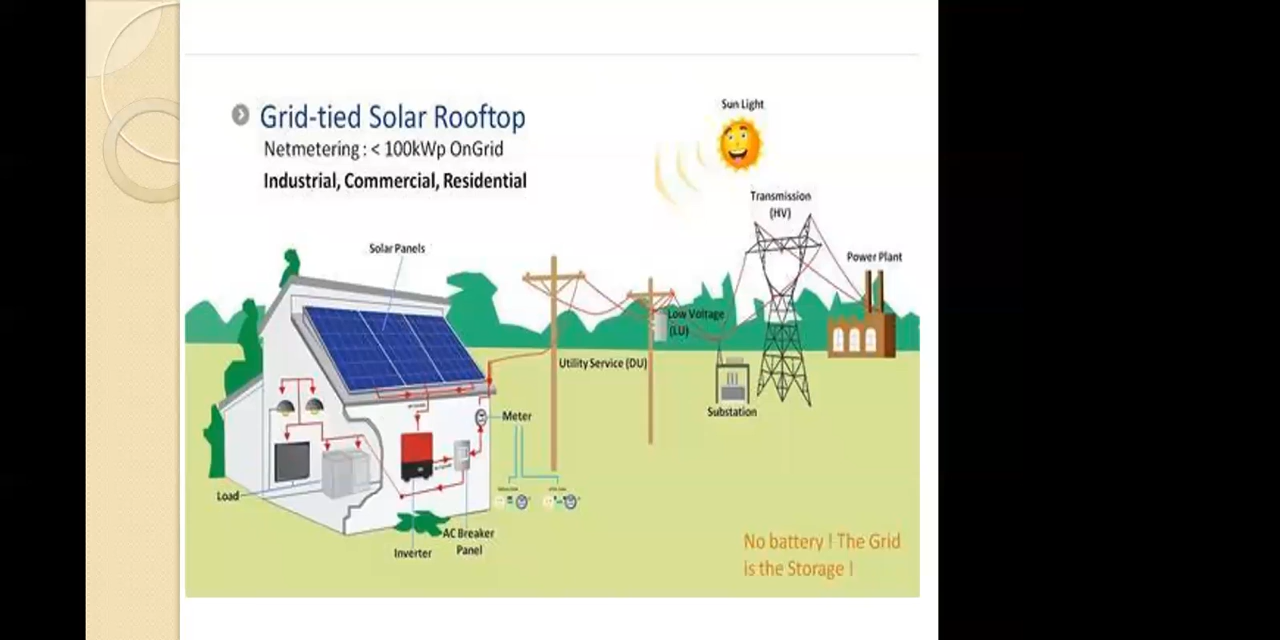 Grid-tied Solar Rooftop
Netmetering : < 100kWp OnGrid
Industrial, Commercial, Residential
Sun Light
Transmission
(HV)
Power Plant
Solar Panels
Low Voltage
(LU)
Utility Service (DU)
Substation
Meter
Load
AC Breaker
Panel
Inverter
No battery ! The Grid
is the Storage !